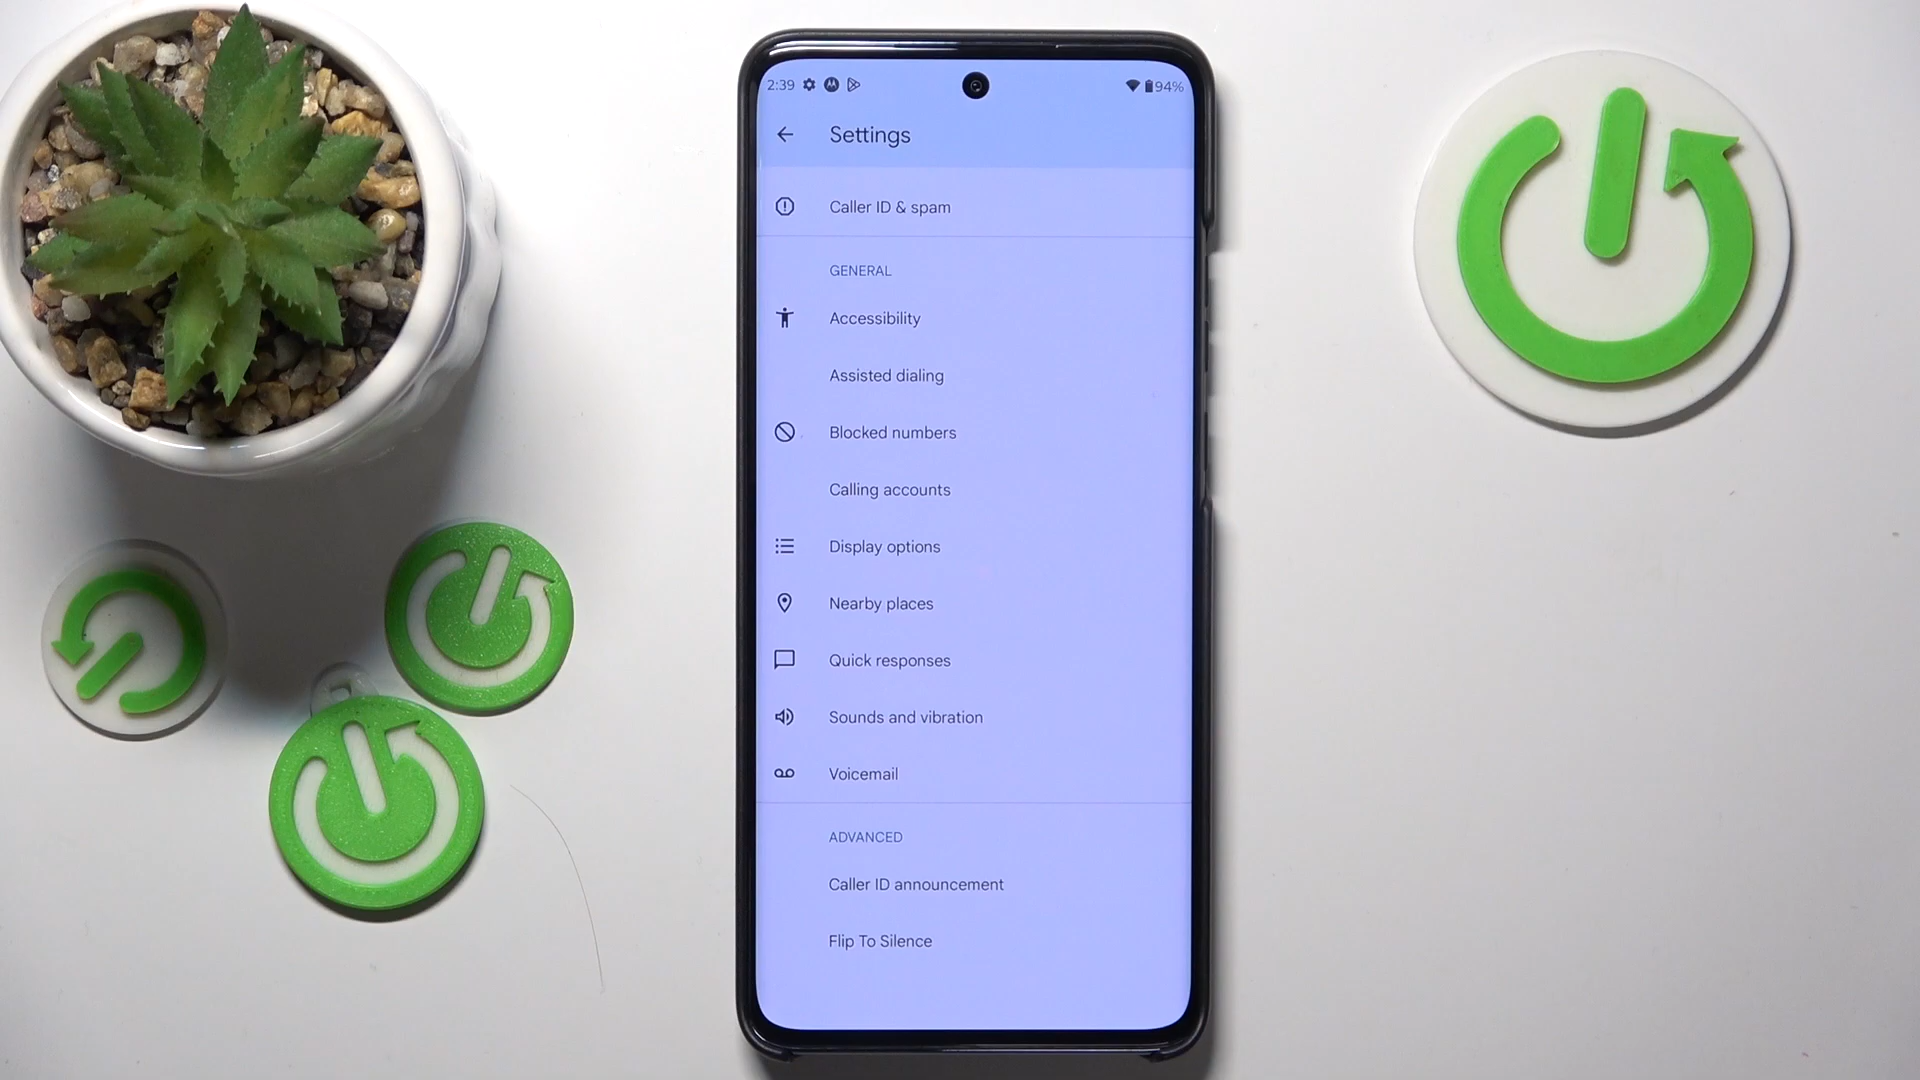 2:39 94%
Settings
Caller ID & spam
GENERAL
Accessibility
Assisted dialing
Blocked numbers
Calling accounts
Display options
Nearby places
Quick responses
Sounds and vibration
Voicemail
ADVANCED
Caller ID announcement
Flip To Silence